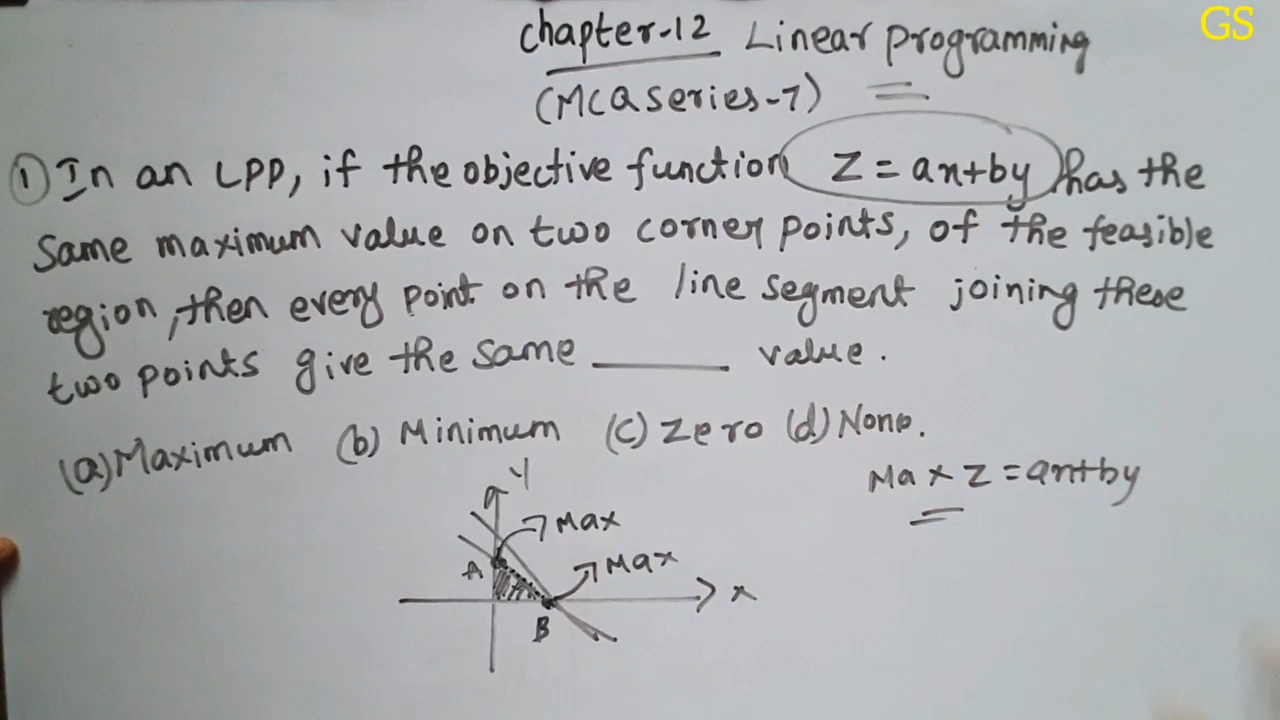 GS
Chapter-12 Linear programming
(MCQ series-7)
① In an LPP, if the objective function Z = ax+by has the
same maximum value on two corner points, of the feasible
region, then every point on the line segment joining these
two points give the same ______ value.
(a) Maximum (b) Minimum (c) Zero (d) None.
Max Z = ax+by
Y
Max
A
Max
X
B